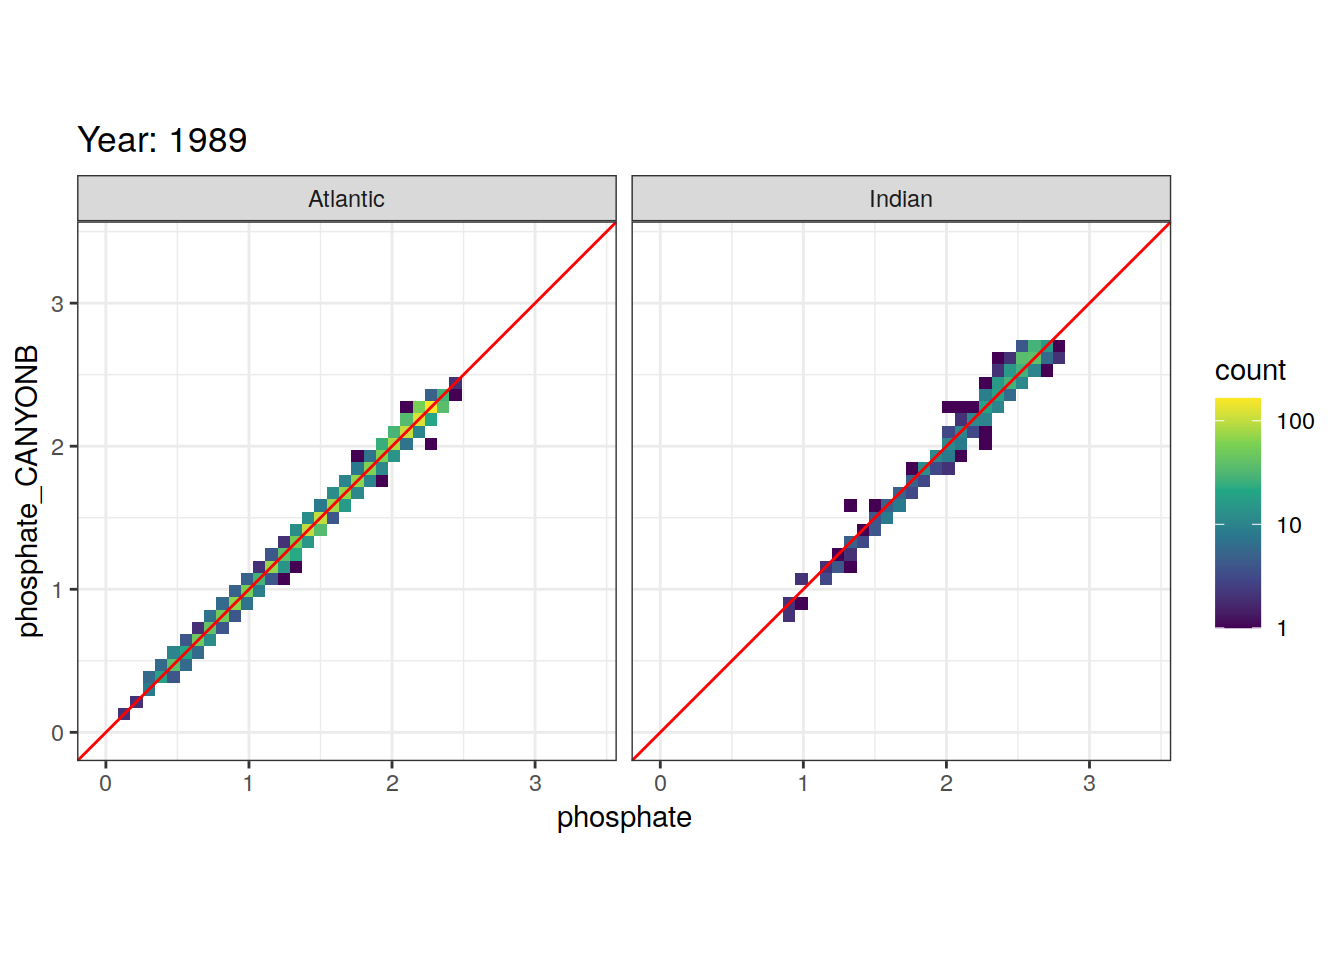 Year: 1989
Atlantic Indian
phosphate_CANYONB
3
2
1
0
0 1 2 3 0 1 2 3
phosphate
count
100
10
1